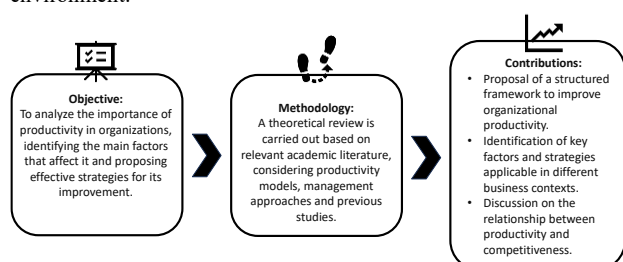 environment.
Objective:
To analyze the importance of
productivity in organizations,
identifying the main factors
that affect it and proposing
effective strategies for its
improvement.
Methodology:
A theoretical review is
carried out based on
relevant academic literature,
considering productivity
models, management
approaches and previous
studies.
Contributions:
• Proposal of a structured
framework to improve
organizational
productivity.
• Identification of key
factors and strategies
applicable in different
business contexts.
• Discussion on the
relationship between
productivity and
competitiveness.